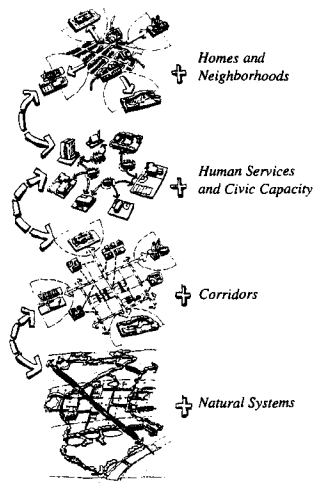 Homes and
Neighborhoods
Human Services
and Civic Capacity
Corridors
Natural Systems